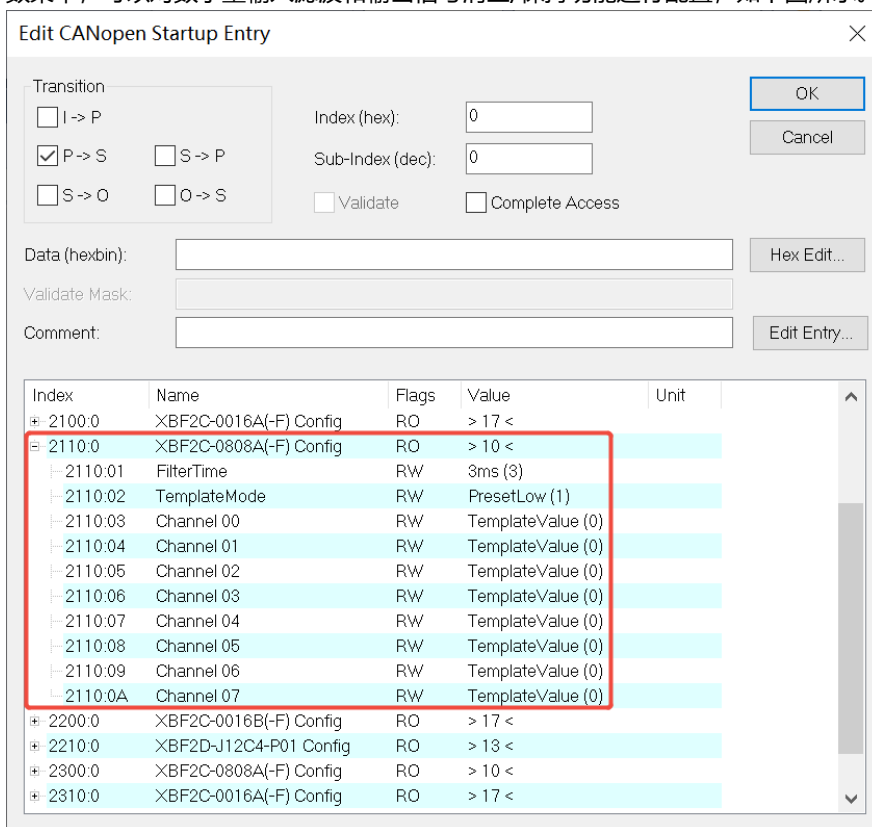 Edit CANopen Startup Entry
Transition
I -> P
P -> S
S -> P
S -> O
O -> S
Index (hex):
0
Sub-Index (dec):
0
Validate
Complete Access
OK
Cancel
Data (hexbin):
Hex Edit...
Validate Mask:
Comment:
Edit Entry...
Index Name Flags Value Unit
2100:0 XBF2C-0016A(-F) Config RO > 17 <
2110:0 XBF2C-0808A(-F) Config RO > 10 <
2110:01 FilterTime RW 3ms (3)
2110:02 TemplateMode RW PresetLow (1)
2110:03 Channel 00 RW TemplateValue (0)
2110:04 Channel 01 RW TemplateValue (0)
2110:05 Channel 02 RW TemplateValue (0)
2110:06 Channel 03 RW TemplateValue (0)
2110:07 Channel 04 RW TemplateValue (0)
2110:08 Channel 05 RW TemplateValue (0)
2110:09 Channel 06 RW TemplateValue (0)
2110:0A Channel 07 RW TemplateValue (0)
2200:0 XBF2C-0016B(-F) Config RO > 17 <
2210:0 XBF2D-J12C4-P01 Config RO > 13 <
2300:0 XBF2C-0808A(-F) Config RO > 10 <
2310:0 XBF2C-0016A(-F) Config RO > 17 <